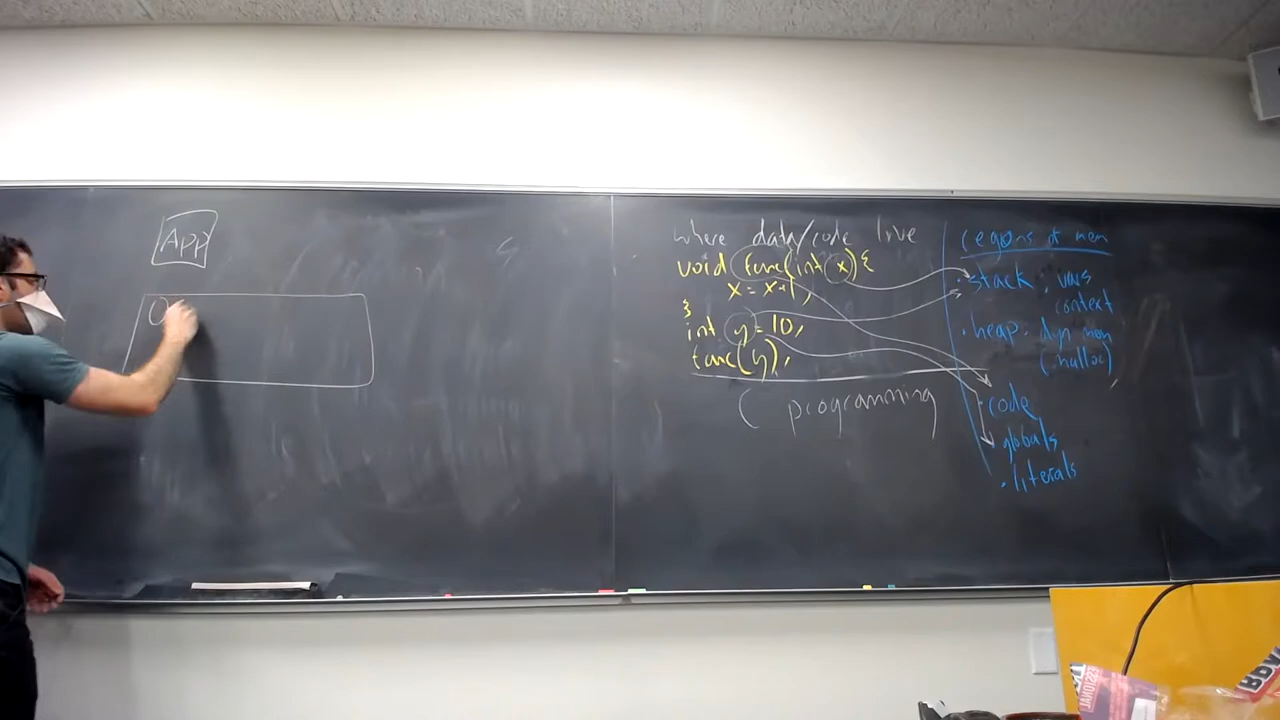 App
O
where data/code live
void func(int x){
x = x+1;
}
int y = 10;
func(y);
C programming
regions of mem
· stack · vars
context
· heap · dyn mem
(malloc)
· code
globals
· literals